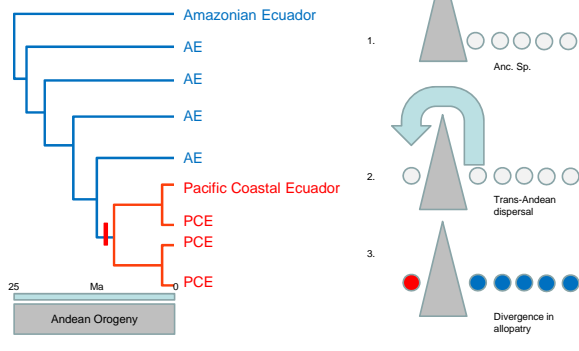 Amazonian Ecuador
AE
AE
AE
AE
Pacific Coastal Ecuador
PCE
PCE
PCE
25 Ma 0
Andean Orogeny
1.
Anc. Sp.
2.
Trans-Andean
dispersal
3.
Divergence in
allopatry